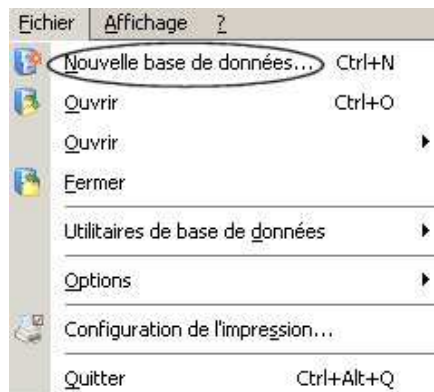 Fichier Affichage ?
Nouvelle base de données... Ctrl+N
Ouvrir Ctrl+O
Ouvrir
Fermer
Utilitaires de base de données
Options
Configuration de l'impression...
Quitter Ctrl+Alt+Q